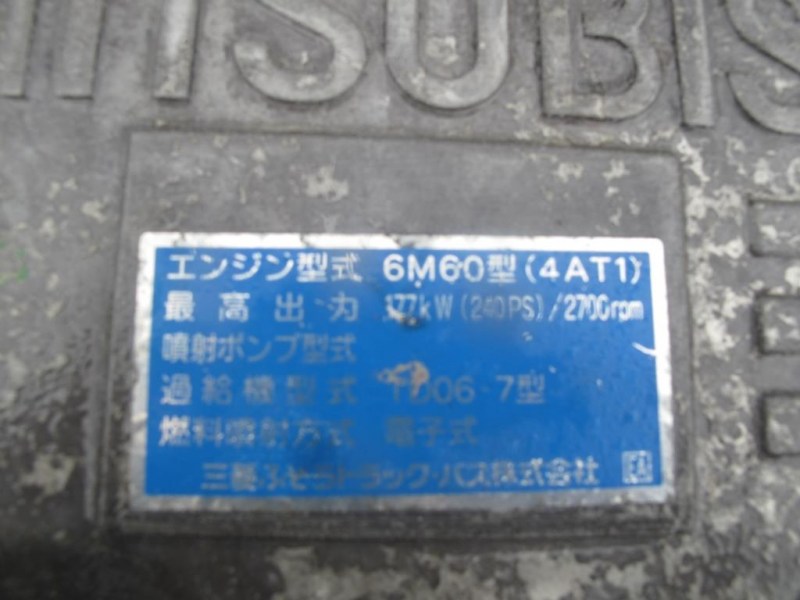 MITSUBIS
エンジン型式 6M60型(4AT1)
最高出力 177kW(240PS)/2700rpm
噴射ポンプ型式
過給機型式 TD06 7型
燃料噴射方式 電子式
三菱ふそうトラック・バス株式会社